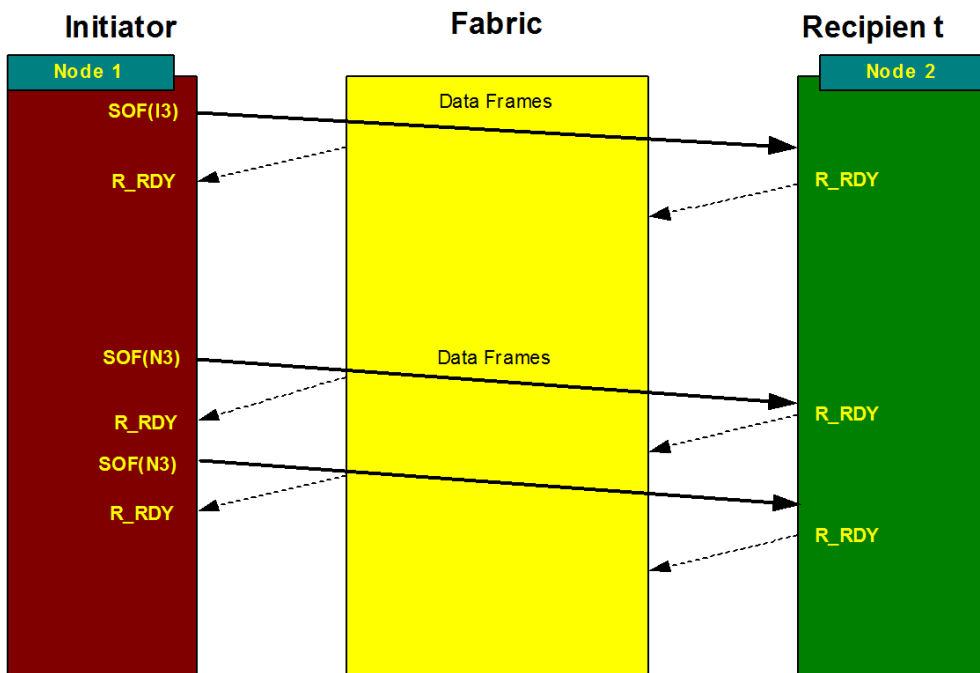 Initiator
Fabric
Recipien t
Node 1
Node 2
SOF(I3)
Data Frames
R_RDY
R_RDY
SOF(N3)
Data Frames
R_RDY
R_RDY
SOF(N3)
R_RDY
R_RDY